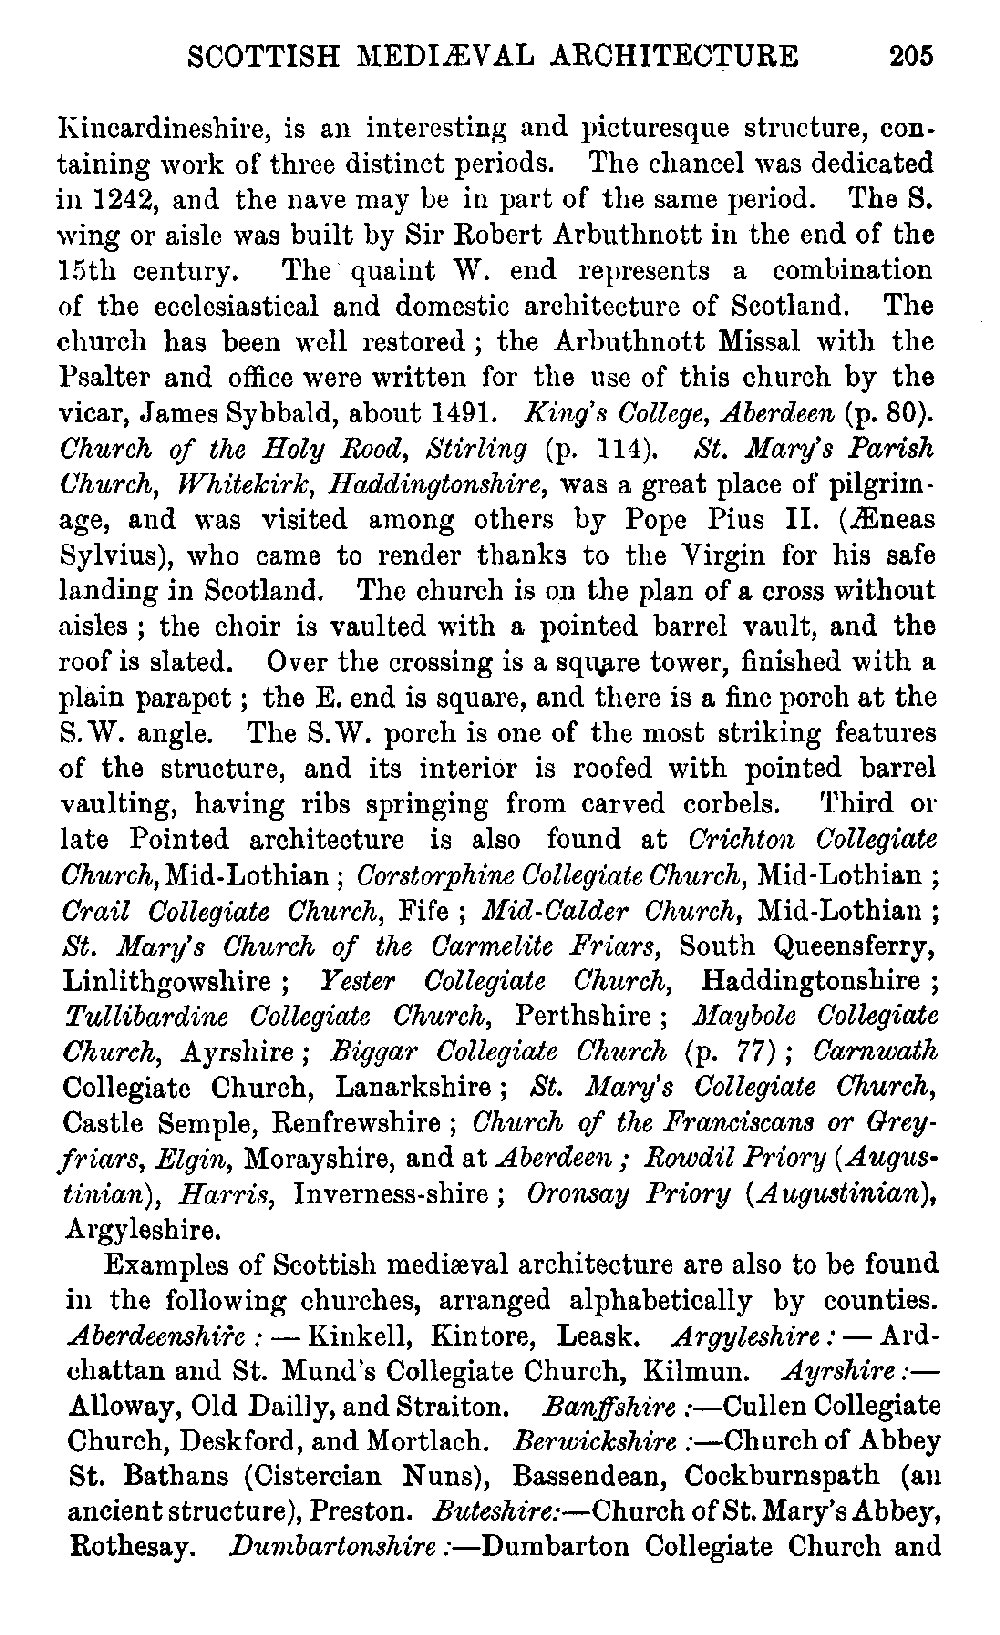 SCOTTISH MEDIÆVAL ARCHITECTURE 205
Kincardineshire, is an interesting and picturesque structure, con-
taining work of three distinct periods. The chancel was dedicated
in 1242, and the nave may be in part of the same period. The S.
wing or aisle was built by Sir Robert Arbuthnott in the end of the
15th century. The quaint W. end represents a combination
of the ecclesiastical and domestic architecture of Scotland. The
church has been well restored ; the Arbuthnott Missal with the
Psalter and office were written for the use of this church by the
vicar, James Sybbald, about 1491. King's College, Aberdeen (p. 80).
Church of the Holy Rood, Stirling (p. 114). St. Mary's Parish
Church, Whitekirk, Haddingtonshire, was a great place of pilgrim-
age, and was visited among others by Pope Pius II. (Æneas
Sylvius), who came to render thanks to the Virgin for his safe
landing in Scotland. The church is on the plan of a cross without
aisles ; the choir is vaulted with a pointed barrel vault, and the
roof is slated. Over the crossing is a square tower, finished with a
plain parapet ; the E. end is square, and there is a fine porch at the
S.W. angle. The S.W. porch is one of the most striking features
of the structure, and its interior is roofed with pointed barrel
vaulting, having ribs springing from carved corbels. Third or
late Pointed architecture is also found at Crichton Collegiate
Church, Mid-Lothian ; Corstorphine Collegiate Church, Mid-Lothian ;
Crail Collegiate Church, Fife ; Mid-Calder Church, Mid-Lothian ;
St. Mary's Church of the Carmelite Friars, South Queensferry,
Linlithgowshire ; Yester Collegiate Church, Haddingtonshire ;
Tullibardine Collegiate Church, Perthshire ; Maybole Collegiate
Church, Ayrshire ; Biggar Collegiate Church (p. 77) ; Carnwath
Collegiate Church, Lanarkshire ; St. Mary's Collegiate Church,
Castle Semple, Renfrewshire ; Church of the Franciscans or Grey-
friars, Elgin, Morayshire, and at Aberdeen ; Rowdil Priory (Augus-
tinian), Harris, Inverness-shire ; Oronsay Priory (Augustinian),
Argyleshire.
Examples of Scottish mediæval architecture are also to be found
in the following churches, arranged alphabetically by counties.
Aberdeenshire : — Kinkell, Kintore, Leask. Argyleshire : — Ard-
chattan and St. Mund's Collegiate Church, Kilmun. Ayrshire :—
Alloway, Old Dailly, and Straiton. Banffshire :—Cullen Collegiate
Church, Deskford, and Mortlach. Berwickshire :—Church of Abbey
St. Bathans (Cistercian Nuns), Bassendean, Cockburnspath (an
ancient structure), Preston. Buteshire:—Church of St. Mary's Abbey,
Rothesay. Dumbartonshire :—Dumbarton Collegiate Church and